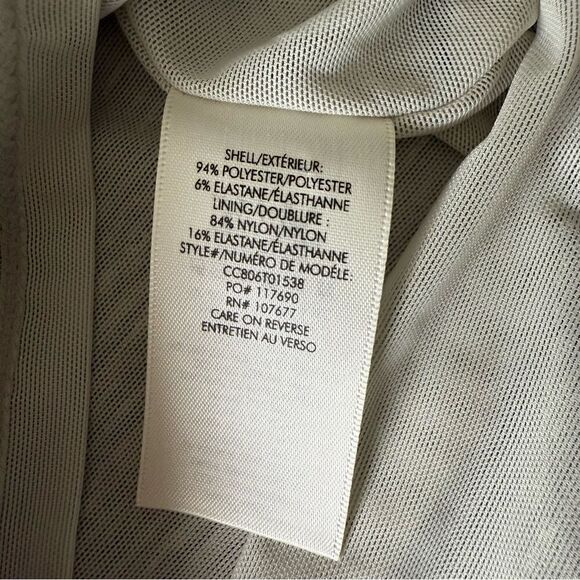 SHELL/EXTÉRIEUR:
94% POLYESTER/POLYESTER
6% ELASTANE/ÉLASTHANNE
LINING/DOUBLURE :
84% NYLON/NYLON
16% ELASTANE/ÉLASTHANNE
STYLE#/NUMÉRO DE MODÉLE:
CC806T01538
PO# 117690
RN# 107677
CARE ON REVERSE
ENTRETIEN AU VERSO